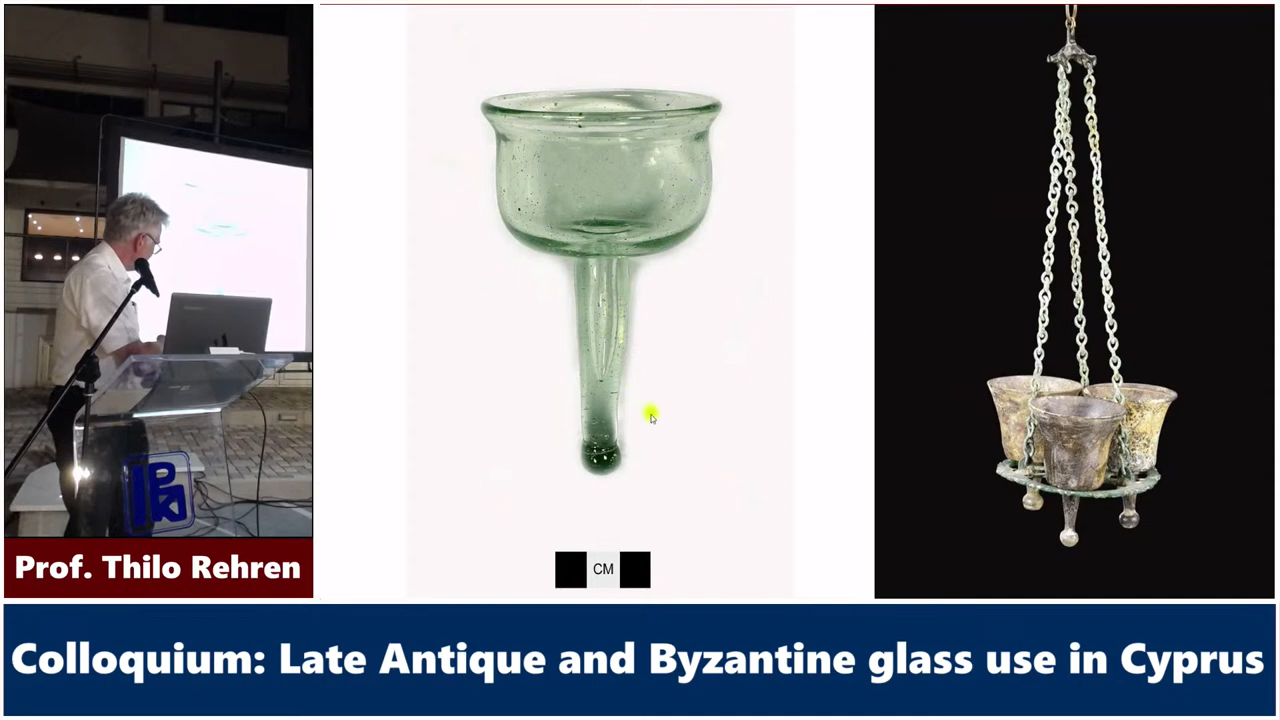 Prof. Thilo Rehren
CM
Colloquium: Late Antique and Byzantine glass use in Cyprus